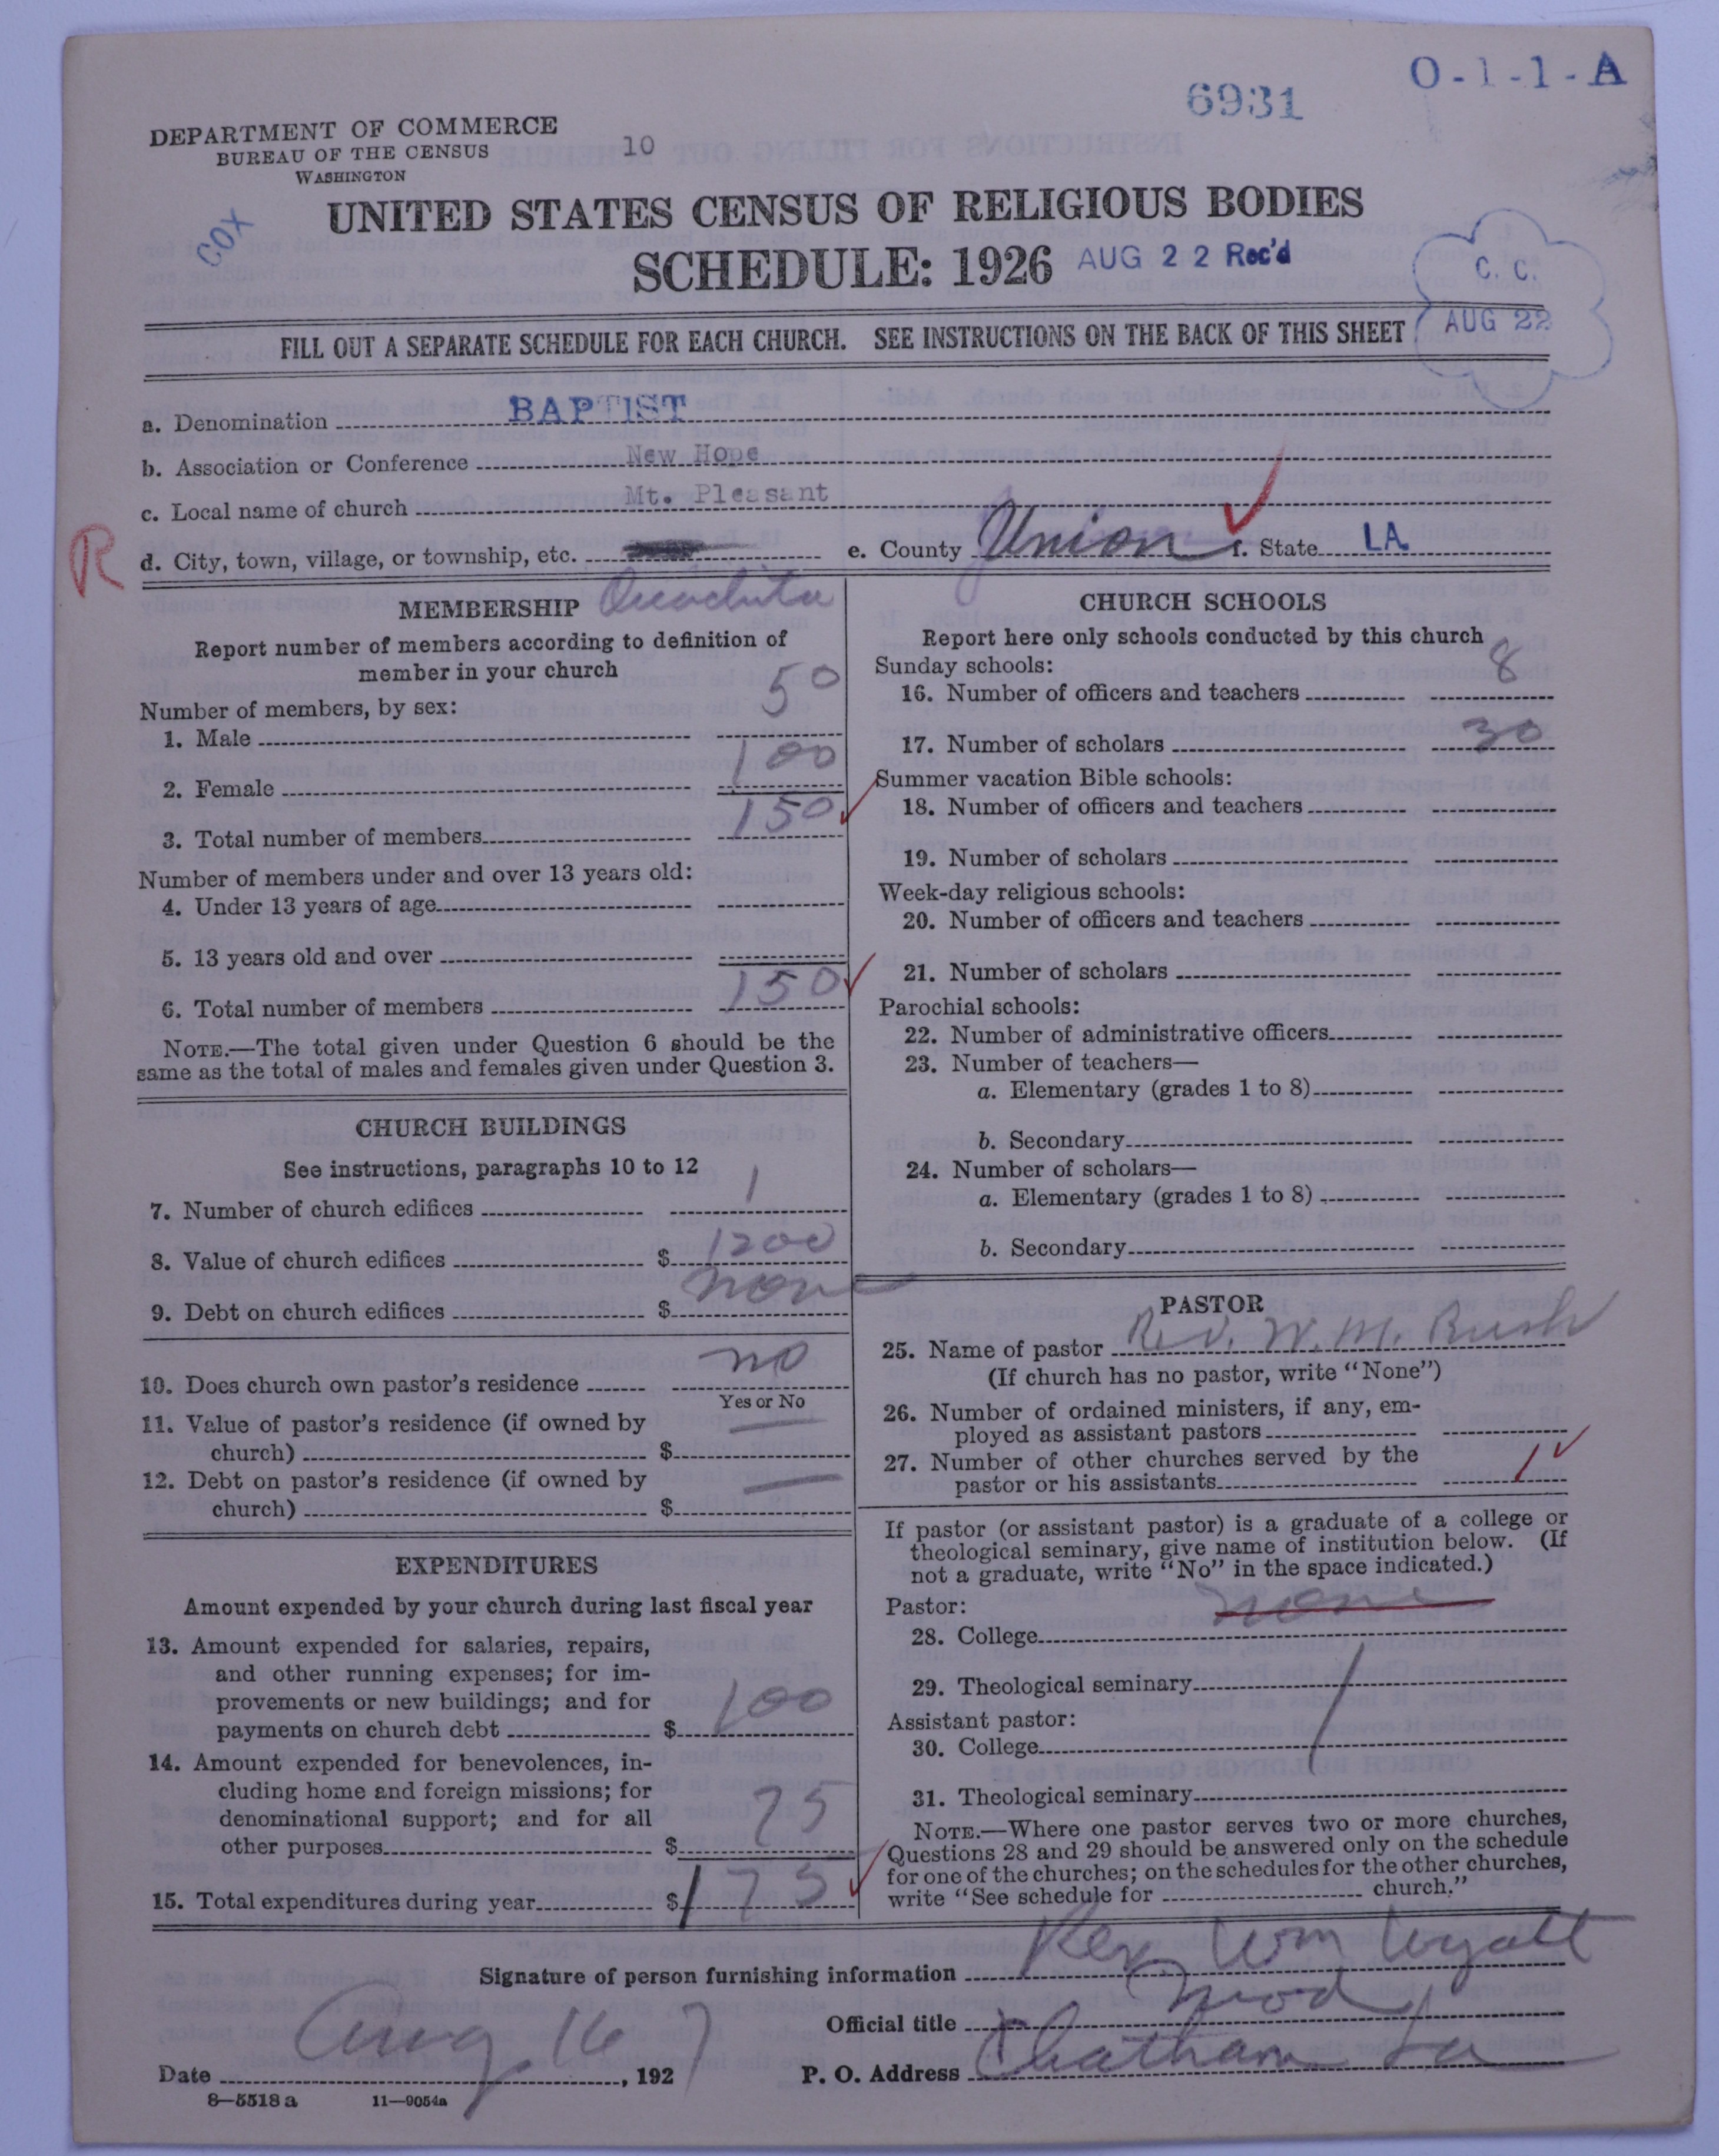 O-1-1-A
6931
DEPARTMENT OF COMMERCE
BUREAU OF THE CENSUS
WASHINGTON
10
COX
UNITED STATES CENSUS OF RELIGIOUS BODIES
SCHEDULE: 1926
AUG 22 Rec'd
C. C.
AUG 22
FILL OUT A SEPARATE SCHEDULE FOR EACH CHURCH. SEE INSTRUCTIONS ON THE BACK OF THIS SHEET
a. Denomination BAPTIST
b. Association or Conference New Hope
c. Local name of church Mt. Pleasant
R
d. City, town, village, or township, etc. e. County Union f. State LA.
Ouachita
MEMBERSHIP
Report number of members according to definition of
member in your church
Number of members, by sex:
1. Male 50
2. Female 100
3. Total number of members 150
Number of members under and over 13 years old:
4. Under 13 years of age
5. 13 years old and over
6. Total number of members 150
NOTE.—The total given under Question 6 should be the
same as the total of males and females given under Question 3.
CHURCH BUILDINGS
See instructions, paragraphs 10 to 12
7. Number of church edifices 1
8. Value of church edifices $ 1200
9. Debt on church edifices $ none
10. Does church own pastor's residence no
Yes or No
11. Value of pastor's residence (if owned by
church) $ —
12. Debt on pastor's residence (if owned by
church) $ —
EXPENDITURES
Amount expended by your church during last fiscal year
13. Amount expended for salaries, repairs,
and other running expenses; for im-
provements or new buildings; and for
payments on church debt $ 100
14. Amount expended for benevolences, in-
cluding home and foreign missions; for
denominational support; and for all
other purposes $ 75
15. Total expenditures during year $ 175
CHURCH SCHOOLS
Report here only schools conducted by this church
Sunday schools:
16. Number of officers and teachers 8
17. Number of scholars 30
Summer vacation Bible schools:
18. Number of officers and teachers
19. Number of scholars
Week-day religious schools:
20. Number of officers and teachers
21. Number of scholars
Parochial schools:
22. Number of administrative officers
23. Number of teachers—
a. Elementary (grades 1 to 8)
b. Secondary
24. Number of scholars—
a. Elementary (grades 1 to 8)
b. Secondary
PASTOR
25. Name of pastor Rev. W. M. Rush
(If church has no pastor, write "None")
26. Number of ordained ministers, if any, em-
ployed as assistant pastors
27. Number of other churches served by the
pastor or his assistants 1
If pastor (or assistant pastor) is a graduate of a college or
theological seminary, give name of institution below. (If
not a graduate, write "No" in the space indicated.)
Pastor: none
28. College
29. Theological seminary
Assistant pastor:
30. College
31. Theological seminary
NOTE.—Where one pastor serves two or more churches,
Questions 28 and 29 should be answered only on the schedule
for one of the churches; on the schedules for the other churches,
write "See schedule for church."
Signature of person furnishing information Rev Wm Wyatt
Official title Mod
Date Aug 16, 1927 P. O. Address Chatham La
8—5518 a 11—9054a